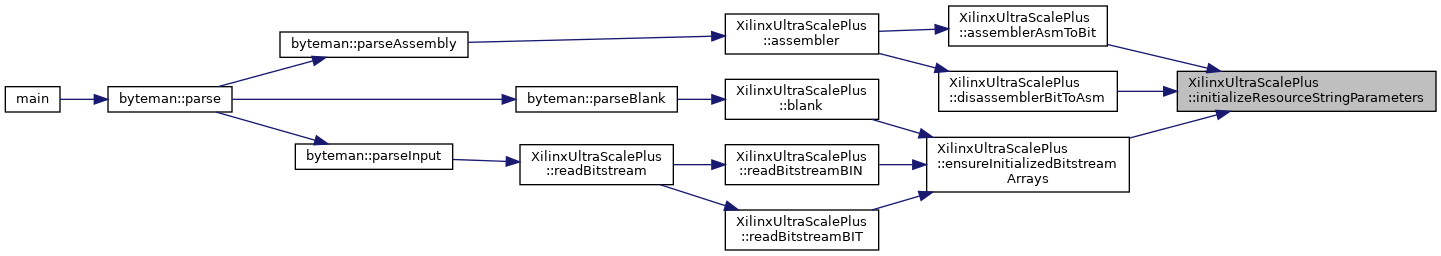 main
byteman::parse
byteman::parseAssembly
byteman::parseBlank
byteman::parseInput
XilinxUltraScalePlus
::assembler
XilinxUltraScalePlus
::blank
XilinxUltraScalePlus
::readBitstream
XilinxUltraScalePlus
::readBitstreamBIN
XilinxUltraScalePlus
::readBitstreamBIT
XilinxUltraScalePlus
::assemblerAsmToBit
XilinxUltraScalePlus
::disassemblerBitToAsm
XilinxUltraScalePlus
::ensureInitializedBitstream
Arrays
XilinxUltraScalePlus
::initializeResourceStringParameters